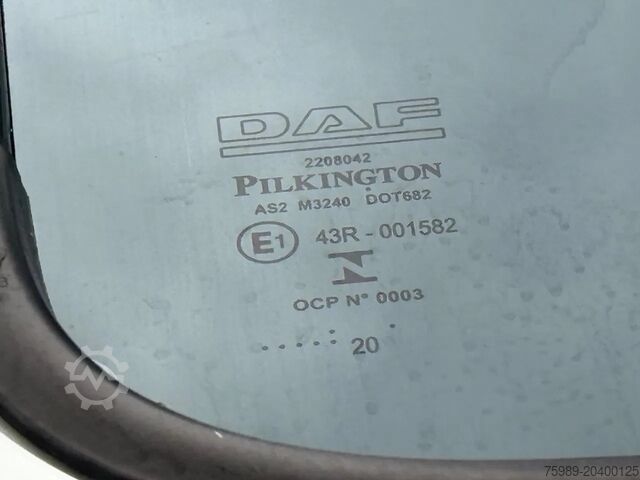 DAF
2208042
PILKINGTON
AS2 M3240 DOT682
E1 43R - 001582
OCP N° 0003
..... 20
75989-20400125